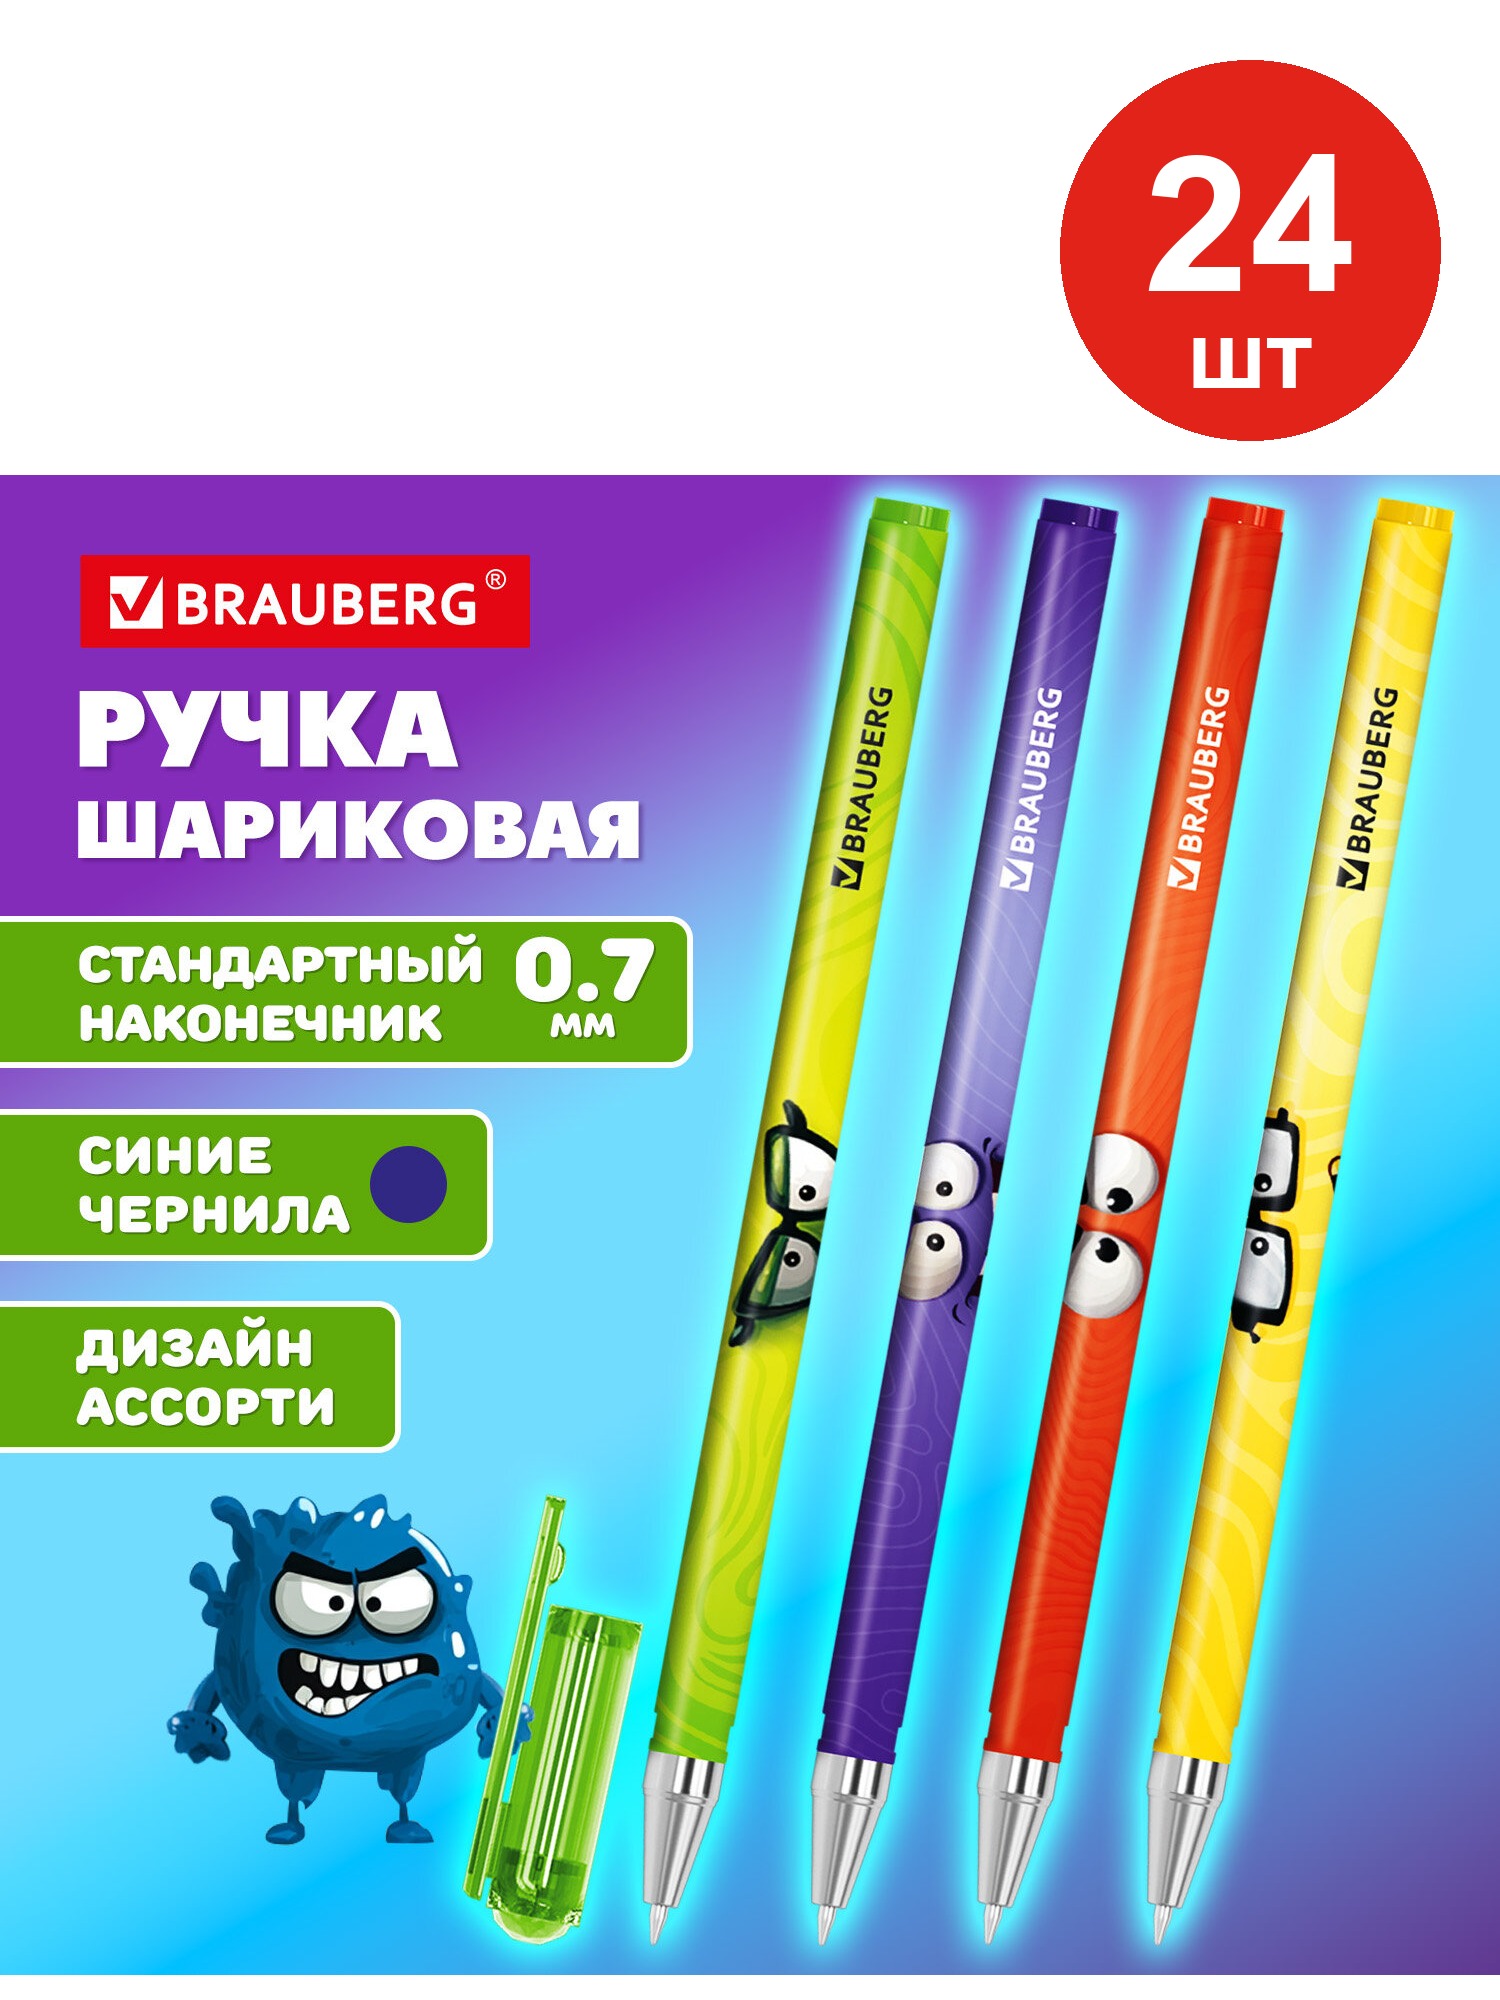 24
шт
BRAUBERG®
РУЧКА
ШАРИКОВАЯ
СТАНДАРТНЫЙ
НАКОНЕЧНИК
0.7
мм
СИНИЕ
ЧЕРНИЛА
ДИЗАЙН
АССОРТИ
BRAUBERG
BRAUBERG
BRAUBERG
BRAUBERG